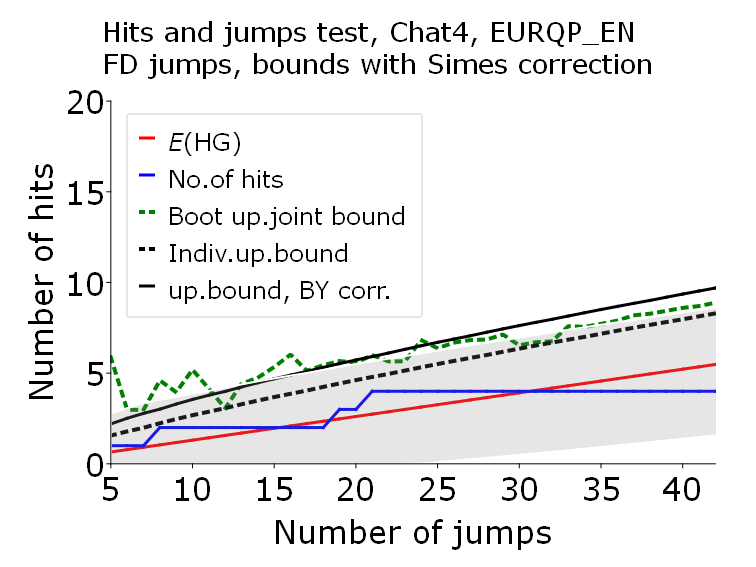 Hits and jumps test, Chat4, EURQP_EN
FD jumps, bounds with Simes correction
Number of hits
20
15
10
5
0
E(HG)
No.of hits
Boot up.joint bound
Indiv.up.bound
up.bound, BY corr.
5 10 15 20 25 30 35 40
Number of jumps